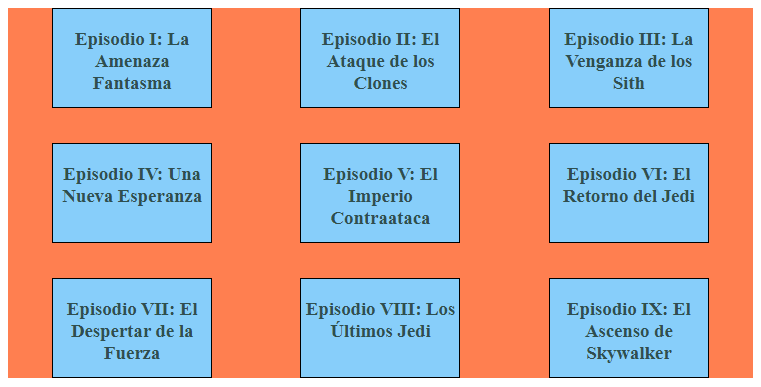 Episodio I: La
Amenaza
Fantasma
Episodio II: El
Ataque de los
Clones
Episodio III: La
Venganza de los
Sith
Episodio IV: Una
Nueva Esperanza
Episodio V: El
Imperio
Contraataca
Episodio VI: El
Retorno del Jedi
Episodio VII: El
Despertar de la
Fuerza
Episodio VIII: Los
Últimos Jedi
Episodio IX: El
Ascenso de
Skywalker